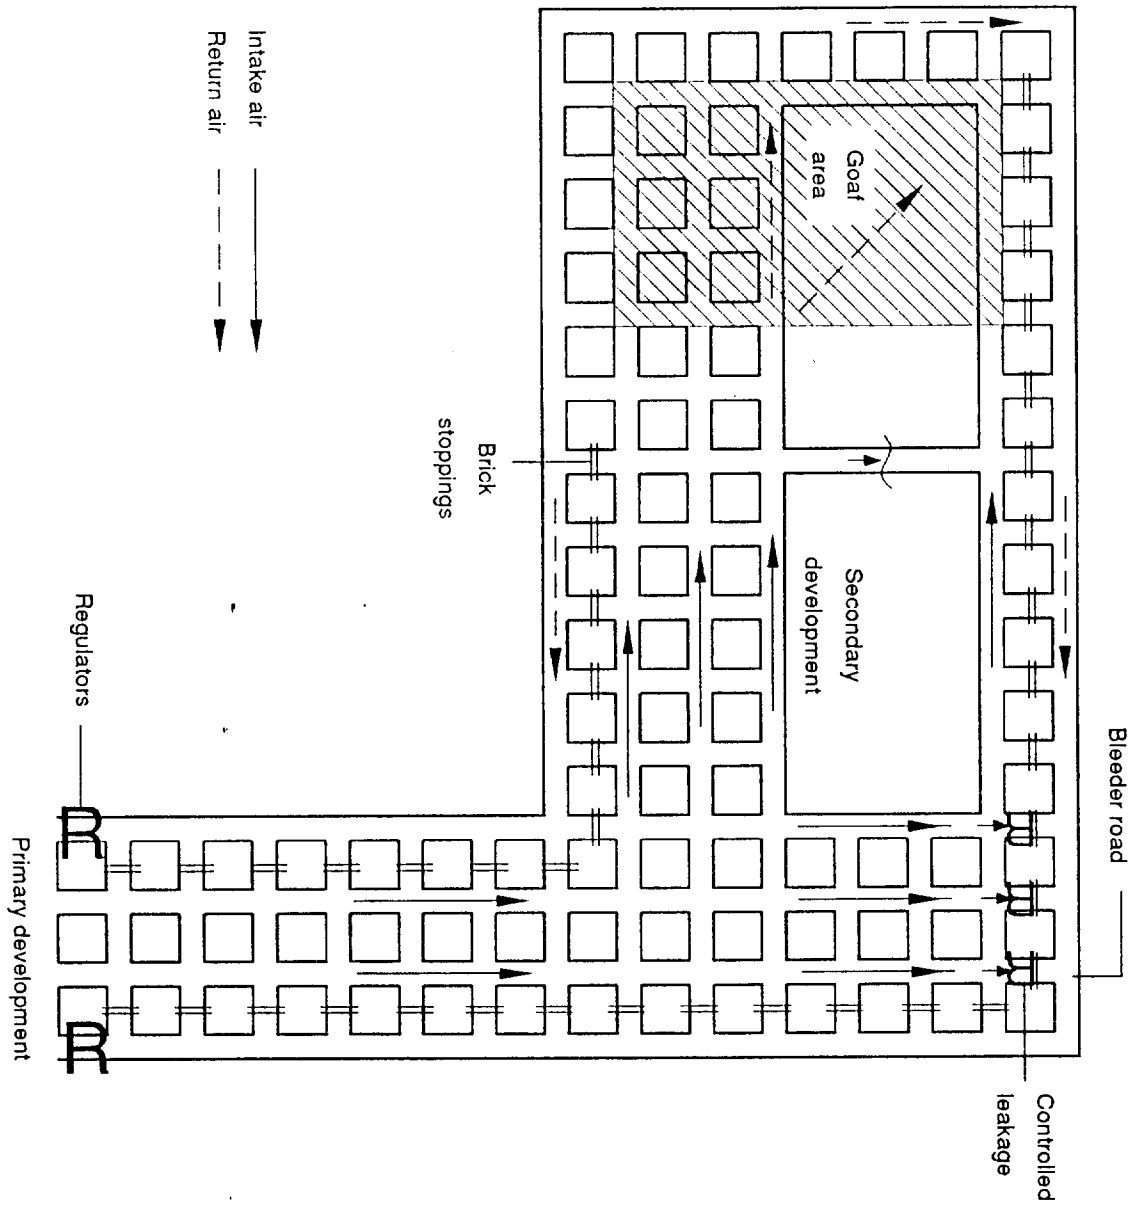 Intake air
Return air
Goaf
area
Brick
stoppings
Secondary
development
Bleeder road
Regulators
R
R
R
R
R
Primary development
Controlled
leakage